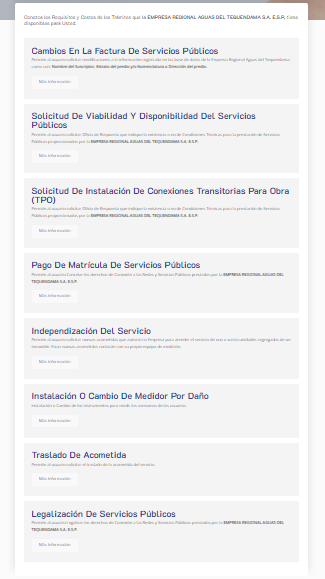 Conozca los Requisitos y Costos de los Trámites que la EMPRESA REGIONAL AGUAS DEL TEQUENDAMA S.A. E.S.P, tiene
disponibles para Usted.
Cambios En La Factura De Servicios Públicos
Permite al usuario solicitar modificaciones a la información registrada en la base de datos de la Empresa Regional Aguas del Tequendama
como son: Nombre del Suscriptor, Estrato del predio y/o Nomenclatura o Dirección del predio.
Más Información
Solicitud De Viabilidad Y Disponibilidad Del Servicios
Públicos
Permite al usuario solicitar Oficio de Respuesta que indique la existencia o no de Condiciones Técnicas para la prestación de Servicios
Públicos proporcionados por la EMPRESA REGIONAL AGUAS DEL TEQUENDAMA S.A. E.S.P.
Más Información
Solicitud De Instalación De Conexiones Transitorias Para Obra
(TPO)
Permite al usuario solicitar Oficio de Respuesta que indique la existencia o no de Condiciones Técnicas para la prestación de Servicios
Públicos proporcionados por la EMPRESA REGIONAL AGUAS DEL TEQUENDAMA S.A. E.S.P.
Más Información
Pago De Matrícula De Servicios Públicos
Permite al usuario Cancelar los derechos de Conexión a las Redes y Servicios Públicos prestados por la EMPRESA REGIONAL AGUAS DEL
TEQUENDAMA S.A. E.S.P.
Más Información
Independización Del Servicio
Permite al usuario solicitar nuevas acometidas que autoriza la Empresa para atender el servicio de una o varias unidades segregadas de un
inmueble. Estas nuevas acometidas contarán con su propio equipo de medición.
Más Información
Instalación O Cambio De Medidor Por Daño
Instalación o Cambio de los instrumentos para medir los consumos de los usuarios.
Más Información
Traslado De Acometida
Permite al usuario solicitar el traslado de la acometida del servicio.
Más Información
Legalización De Servicios Públicos
Permite al usuario legalizar los derechos de Conexión a las Redes y Servicios Públicos prestados por la EMPRESA REGIONAL AGUAS DEL
TEQUENDAMA S.A. E.S.P.
Más Información